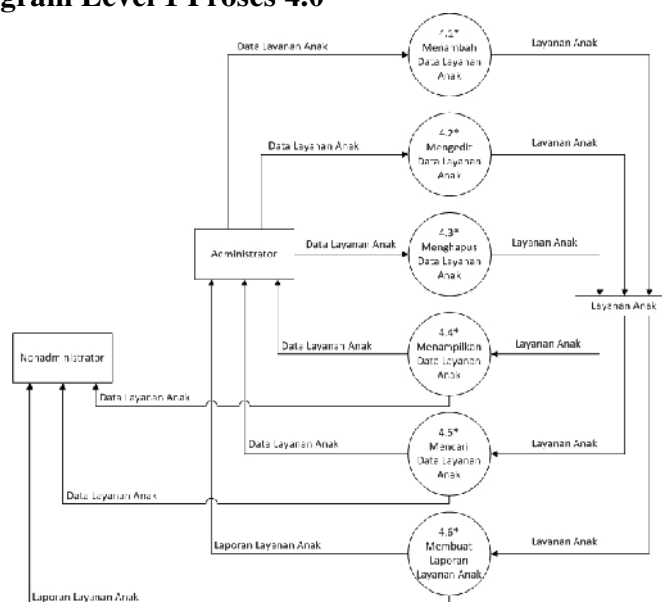 gram Level 1 Proses 4.0
4.1*
Menambah
Data Layanan
Anak
Data Layanan Anak
Layanan Anak
4.2*
Mengedit
Data Layanan
Anak
Data Layanan Anak
Layanan Anak
Administrator
4.3*
Menghapus
Data Layanan
Anak
Data Layanan Anak
Layanan Anak
Layanan Anak
Nonadministrator
4.4*
Menampilkan
Data Layanan
Anak
Data Layanan Anak
Layanan Anak
Data Layanan Anak
4.5*
Mencari
Data Layanan
Anak
Data Layanan Anak
Layanan Anak
Data Layanan Anak
4.6*
Membuat
Laporan
Layanan Anak
Laporan Layanan Anak
Layanan Anak
Laporan Layanan Anak